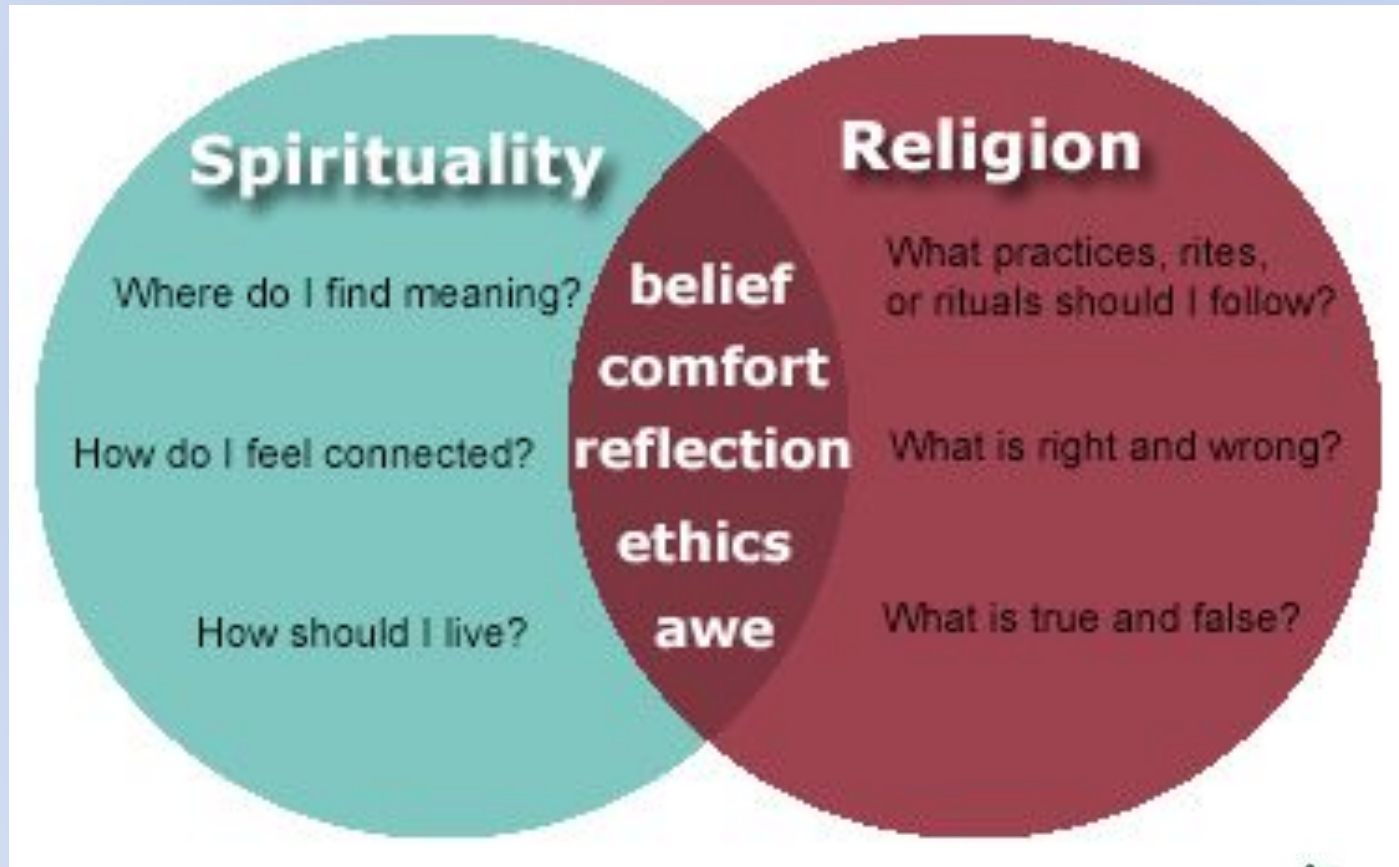 Spirituality
Where do I find meaning?
How do I feel connected?
How should I live?
belief
comfort
reflection
ethics
awe
Religion
What practices, rites,
or rituals should I follow?
What is right and wrong?
What is true and false?